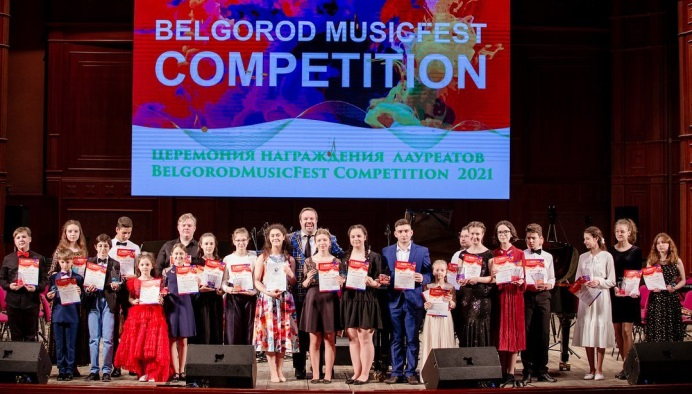 BELGOROD MUSICFEST
COMPETITION
ЦЕРЕМОНИЯ НАГРАЖДЕНИЯ ЛАУРЕАТОВ
BELGORODMUSICFEST COMPETITION 2021